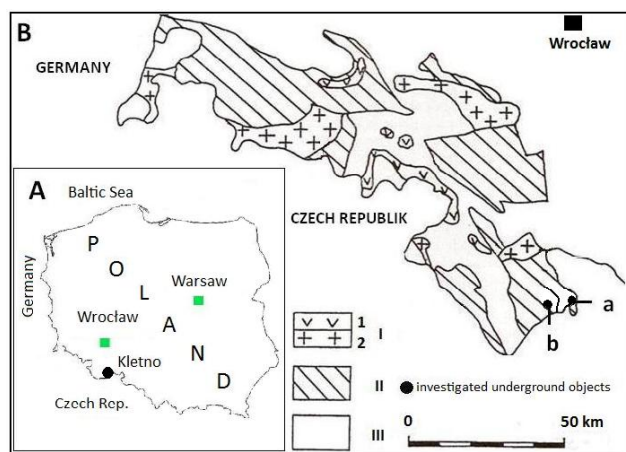 B
Wrocław
GERMANY
CZECH REPUBLIK
A
Baltic Sea
Germany
P
O
L
A
N
D
Warsaw
Wrocław
Kletno
Czech Rep.
a
b
1
2
I
II
III
investigated underground objects
0
50 km